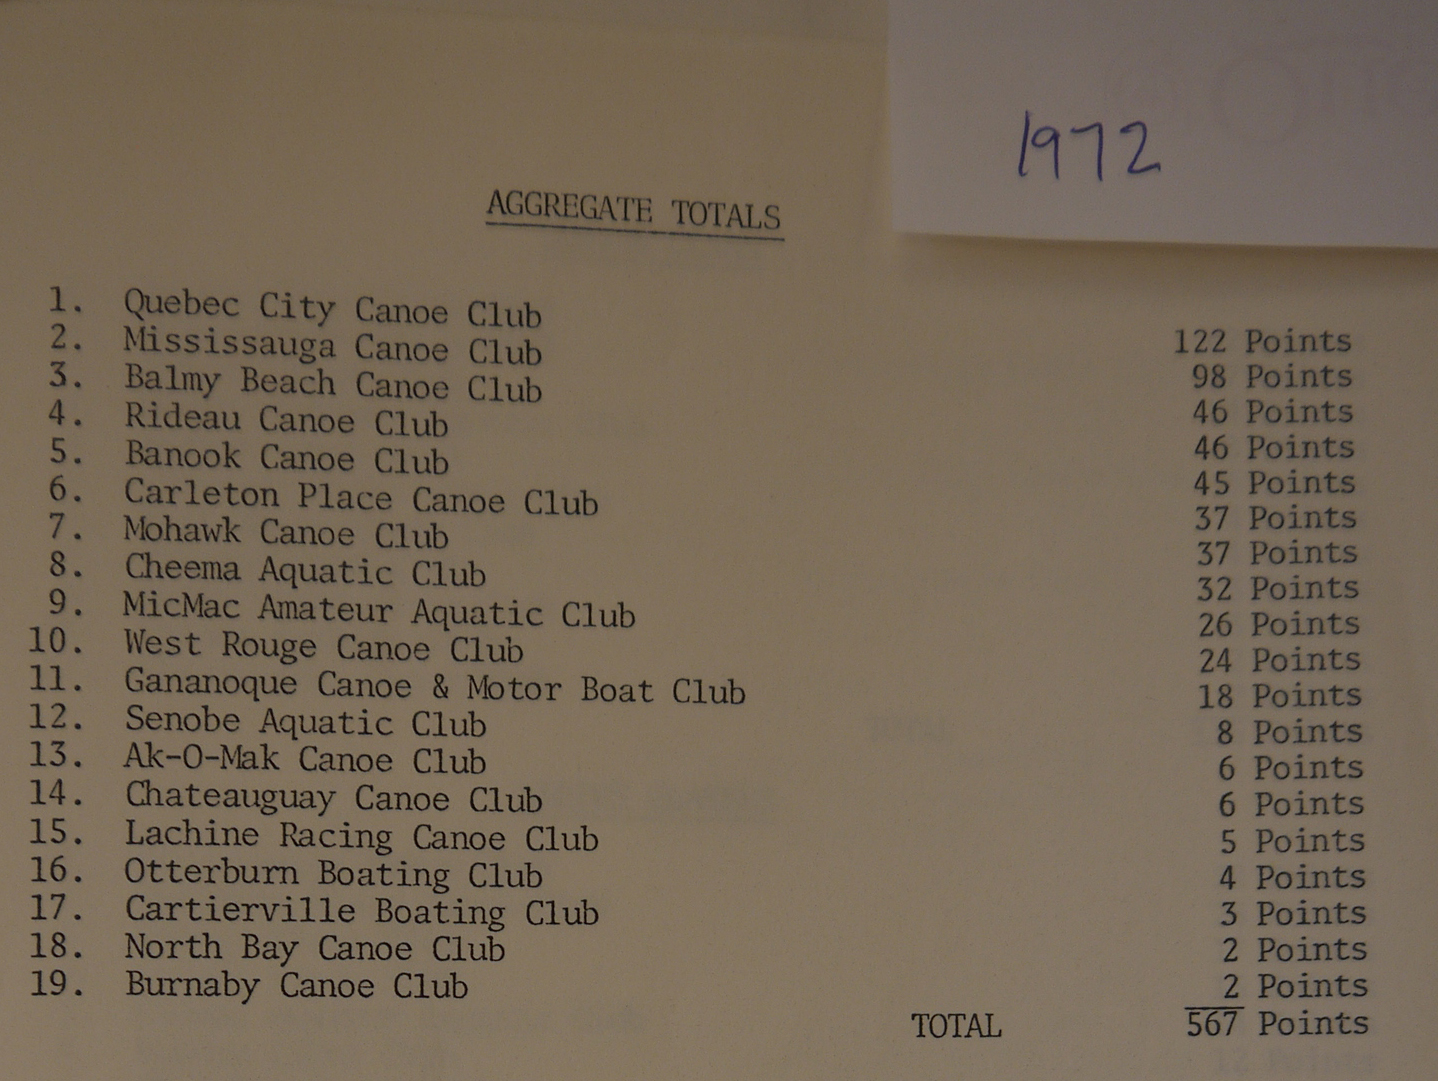 1972
AGGREGATE TOTALS
1. Quebec City Canoe Club 122 Points
2. Mississauga Canoe Club 98 Points
3. Balmy Beach Canoe Club 46 Points
4. Rideau Canoe Club 46 Points
5. Banook Canoe Club 45 Points
6. Carleton Place Canoe Club 37 Points
7. Mohawk Canoe Club 37 Points
8. Cheema Aquatic Club 32 Points
9. MicMac Amateur Aquatic Club 26 Points
10. West Rouge Canoe Club 24 Points
11. Gananoque Canoe & Motor Boat Club 18 Points
12. Senobe Aquatic Club 8 Points
13. Ak-O-Mak Canoe Club 6 Points
14. Chateauguay Canoe Club 6 Points
15. Lachine Racing Canoe Club 5 Points
16. Otterburn Boating Club 4 Points
17. Cartierville Boating Club 3 Points
18. North Bay Canoe Club 2 Points
19. Burnaby Canoe Club 2 Points
TOTAL 567 Points